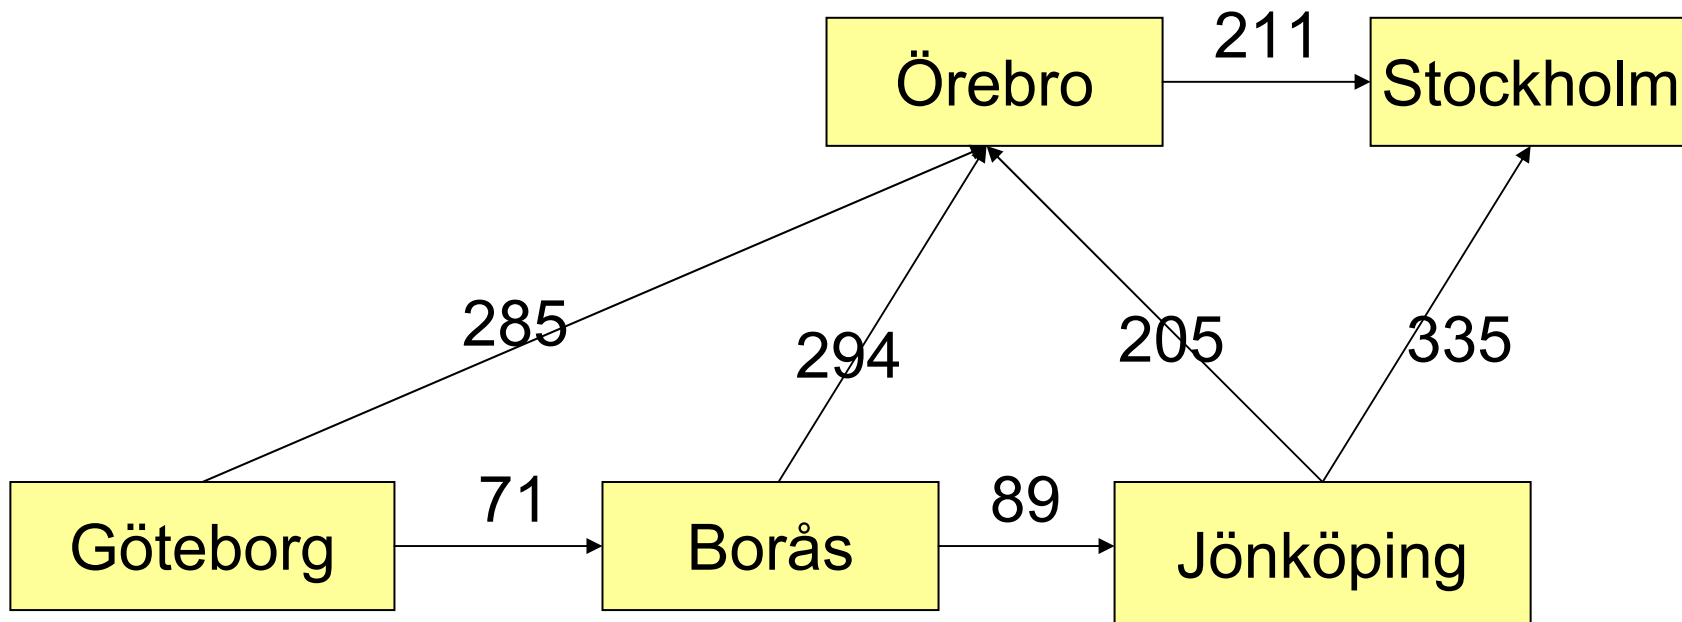 211
Örebro
Stockholm
285
294
205
335
71
89
Göteborg
Borås
Jönköping